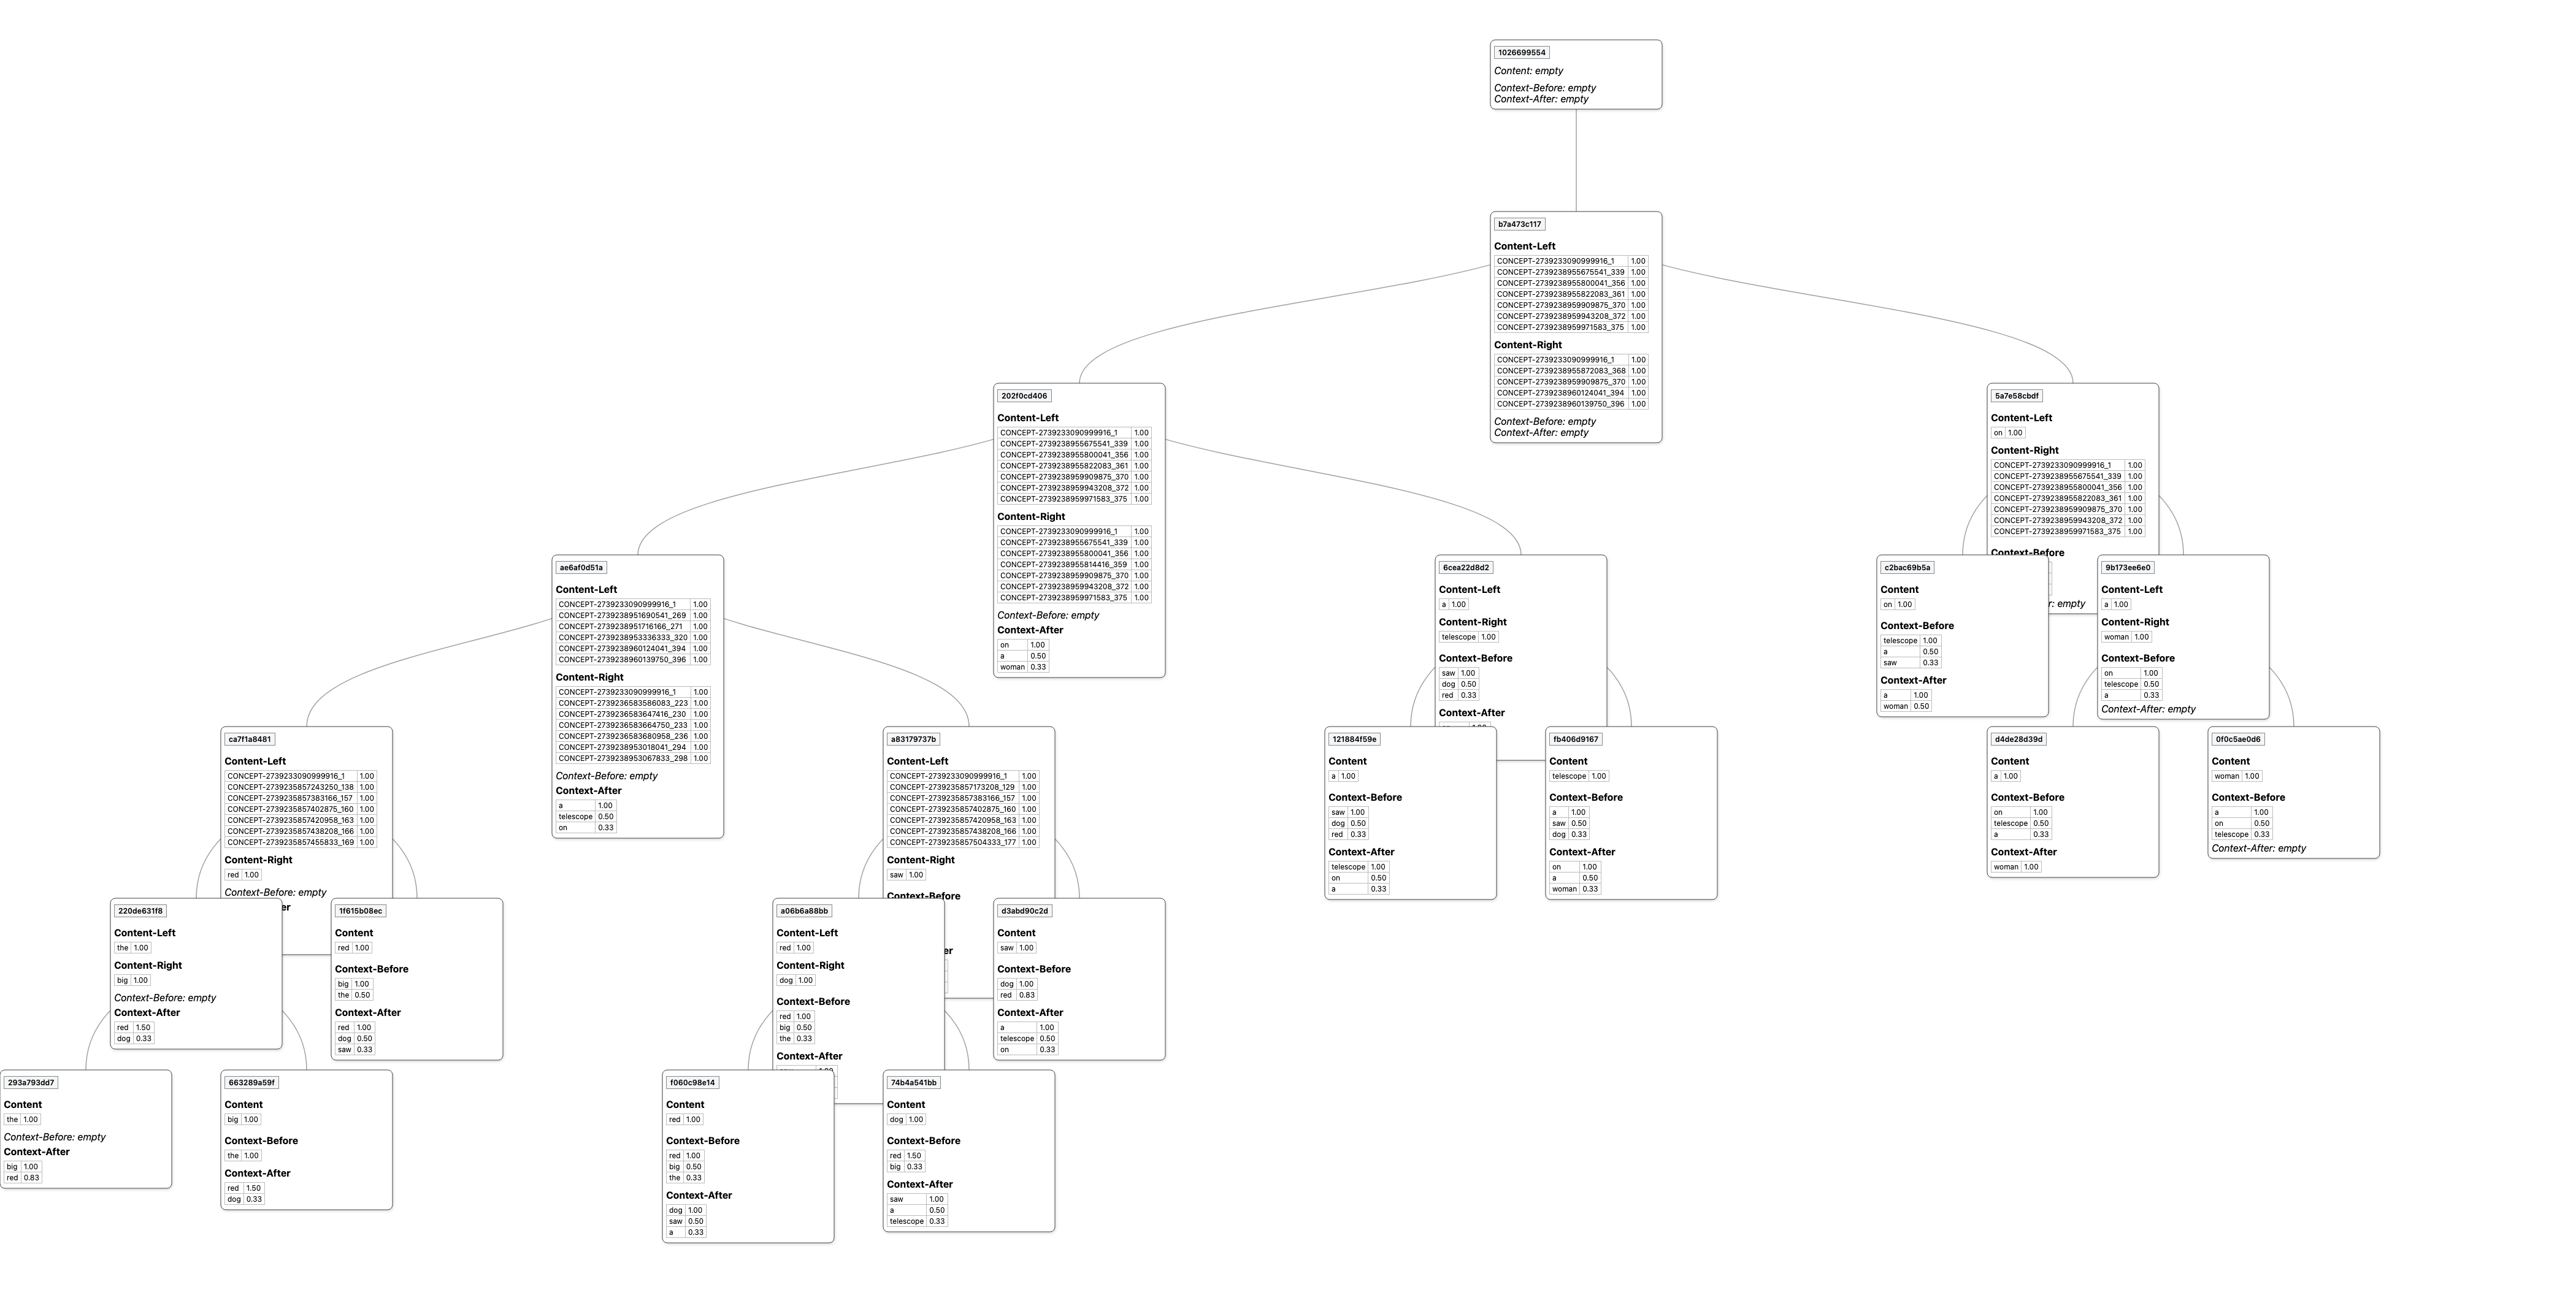 1026699554
Content: empty
Context-Before: empty
Context-After: empty
b7a473c117
Content-Left
CONCEPT-2739233090999916_1 1.00
CONCEPT-2739238955675541_339 1.00
CONCEPT-2739238955800041_356 1.00
CONCEPT-2739238955822083_361 1.00
CONCEPT-2739238959909875_370 1.00
CONCEPT-2739238959943208_372 1.00
CONCEPT-2739238959971583_375 1.00
Content-Right
CONCEPT-2739233090999916_1 1.00
CONCEPT-2739238955872083_368 1.00
CONCEPT-2739238959909875_370 1.00
CONCEPT-2739238960124041_394 1.00
CONCEPT-2739238960139750_396 1.00
Context-Before: empty
Context-After: empty
202f0cd406
Content-Left
CONCEPT-2739233090999916_1 1.00
CONCEPT-2739238955675541_339 1.00
CONCEPT-2739238955800041_356 1.00
CONCEPT-2739238955822083_361 1.00
CONCEPT-2739238959909875_370 1.00
CONCEPT-2739238959943208_372 1.00
CONCEPT-2739238959971583_375 1.00
Content-Right
CONCEPT-2739233090999916_1 1.00
CONCEPT-2739238955675541_339 1.00
CONCEPT-2739238955800041_356 1.00
CONCEPT-2739238955814416_359 1.00
CONCEPT-2739238959909875_370 1.00
CONCEPT-2739238959943208_372 1.00
CONCEPT-2739238959971583_375 1.00
Context-Before: empty
Context-After
on 1.00
a 0.50
woman 0.33
5a7e58cbdf
Content-Left
on 1.00
Content-Right
CONCEPT-2739233090999916_1 1.00
CONCEPT-2739238955675541_339 1.00
CONCEPT-2739238955800041_356 1.00
CONCEPT-2739238955822083_361 1.00
CONCEPT-2739238959909875_370 1.00
CONCEPT-2739238959943208_372 1.00
CONCEPT-2739238959971583_375 1.00
Context-Before
r: empty
ae6af0d51a
Content-Left
CONCEPT-2739233090999916_1 1.00
CONCEPT-2739238951690541_269 1.00
CONCEPT-2739238951716166_271 1.00
CONCEPT-2739238953336333_320 1.00
CONCEPT-2739238960124041_394 1.00
CONCEPT-2739238960139750_396 1.00
Content-Right
CONCEPT-2739233090999916_1 1.00
CONCEPT-2739236583586083_223 1.00
CONCEPT-2739236583647416_230 1.00
CONCEPT-2739236583664750_233 1.00
CONCEPT-2739236583680958_236 1.00
CONCEPT-2739238953018041_294 1.00
CONCEPT-2739238953067833_298 1.00
Context-Before: empty
Context-After
a 1.00
telescope 0.50
on 0.33
6cea22d8d2
Content-Left
a 1.00
Content-Right
telescope 1.00
Context-Before
saw 1.00
dog 0.50
red 0.33
Context-After
c2bac69b5a
Content
on 1.00
Context-Before
telescope 1.00
a 0.50
saw 0.33
Context-After
a 1.00
woman 0.50
9b173ee6e0
Content-Left
a 1.00
Content-Right
woman 1.00
Context-Before
on 1.00
telescope 0.50
a 0.33
Context-After: empty
ca7f1a8481
Content-Left
CONCEPT-2739233090999916_1 1.00
CONCEPT-2739235857243250_138 1.00
CONCEPT-2739235857383166_157 1.00
CONCEPT-2739235857402875_160 1.00
CONCEPT-2739235857420958_163 1.00
CONCEPT-2739235857438208_166 1.00
CONCEPT-2739235857455833_169 1.00
Content-Right
red 1.00
Context-Before: empty
er
a83179737b
Content-Left
CONCEPT-2739233090999916_1 1.00
CONCEPT-2739235857173208_129 1.00
CONCEPT-2739235857383166_157 1.00
CONCEPT-2739235857402875_160 1.00
CONCEPT-2739235857420958_163 1.00
CONCEPT-2739235857438208_166 1.00
CONCEPT-2739235857504333_177 1.00
Content-Right
saw 1.00
Context-Before
er
121884f59e
Content
a 1.00
Context-Before
saw 1.00
dog 0.50
red 0.33
Context-After
telescope 1.00
on 0.50
a 0.33
fb406d9167
Content
telescope 1.00
Context-Before
a 1.00
saw 0.50
dog 0.33
Context-After
on 1.00
a 0.50
woman 0.33
d4de28d39d
Content
a 1.00
Context-Before
on 1.00
telescope 0.50
a 0.33
Context-After
woman 1.00
0f0c5ae0d6
Content
woman 1.00
Context-Before
a 1.00
on 0.50
telescope 0.33
Context-After: empty
220de631f8
Content-Left
the 1.00
Content-Right
big 1.00
Context-Before: empty
Context-After
red 1.50
dog 0.33
1f615b08ec
Content
red 1.00
Context-Before
big 1.00
the 0.50
Context-After
red 1.00
dog 0.50
saw 0.33
a06b6a88bb
Content-Left
red 1.00
Content-Right
dog 1.00
Context-Before
red 1.00
big 0.50
the 0.33
Context-After
d3abd90c2d
Content
saw 1.00
Context-Before
dog 1.00
red 0.83
Context-After
a 1.00
telescope 0.50
on 0.33
293a793dd7
Content
the 1.00
Context-Before: empty
Context-After
big 1.00
red 0.83
663289a59f
Content
big 1.00
Context-Before
the 1.00
Context-After
red 1.50
dog 0.33
f060c98e14
Content
red 1.00
Context-Before
red 1.00
big 0.50
the 0.33
Context-After
dog 1.00
saw 0.50
a 0.33
74b4a541bb
Content
dog 1.00
Context-Before
red 1.50
big 0.33
Context-After
saw 1.00
a 0.50
telescope 0.33